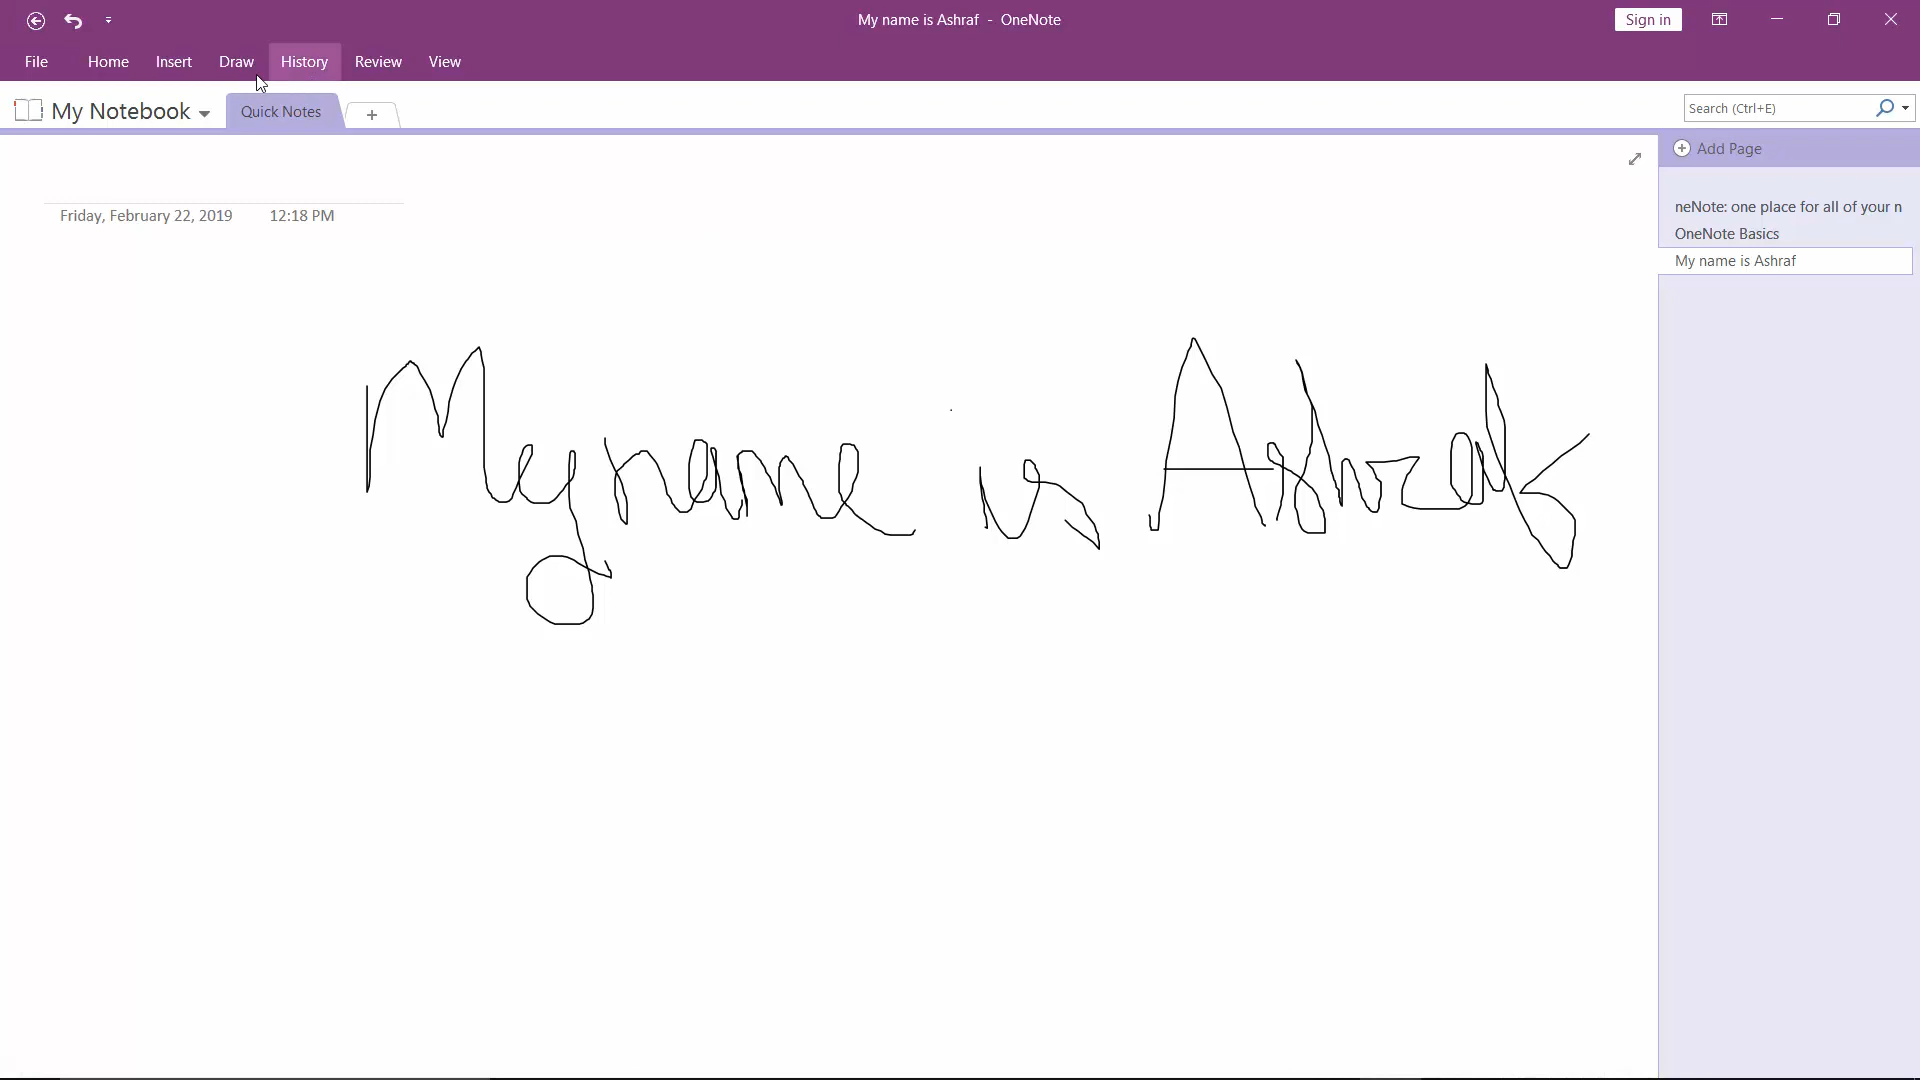 My name is Ashraf - OneNote
Sign in
File Home Insert Draw History Review View
My Notebook Quick Notes +
Search (Ctrl+E)
Add Page
Friday, February 22, 2019 12:18 PM
neNote: one place for all of your n
OneNote Basics
My name is Ashraf
My name is Ashraf